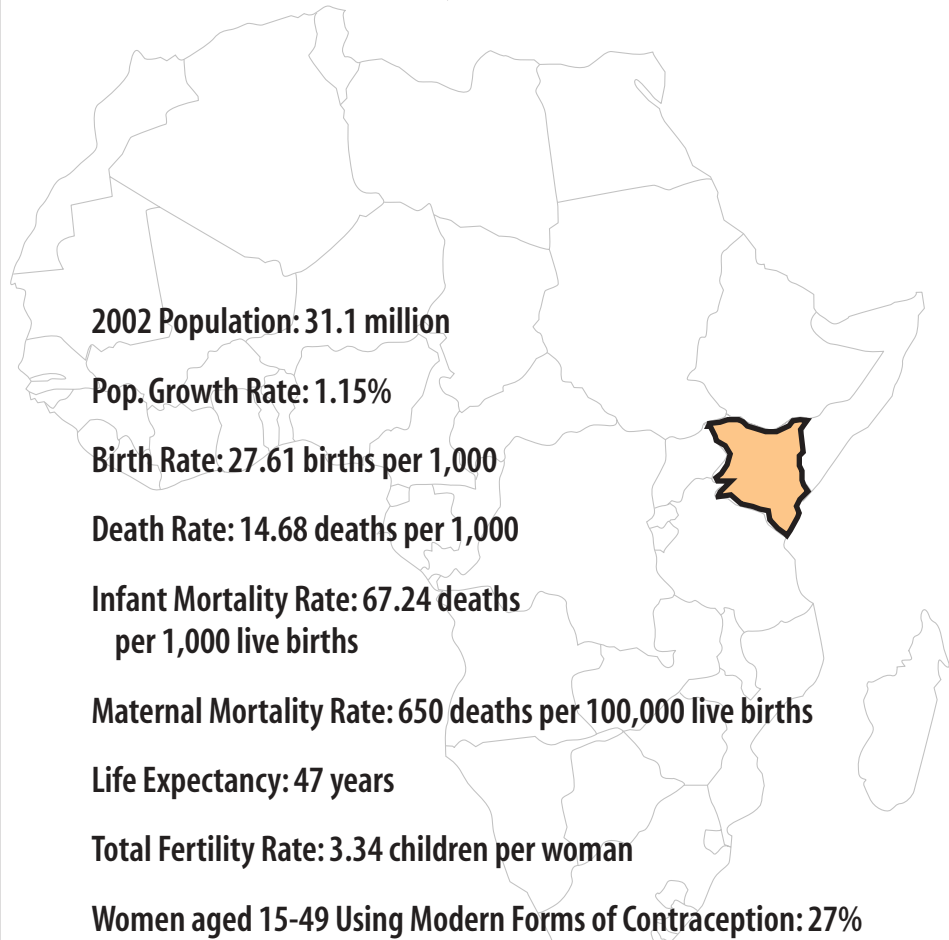 2002 Population: 31.1 million
Pop. Growth Rate: 1.15%
Birth Rate: 27.61 births per 1,000
Death Rate: 14.68 deaths per 1,000
Infant Mortality Rate: 67.24 deaths
per 1,000 live births
Maternal Mortality Rate: 650 deaths per 100,000 live births
Life Expectancy: 47 years
Total Fertility Rate: 3.34 children per woman
Women aged 15-49 Using Modern Forms of Contraception: 27%